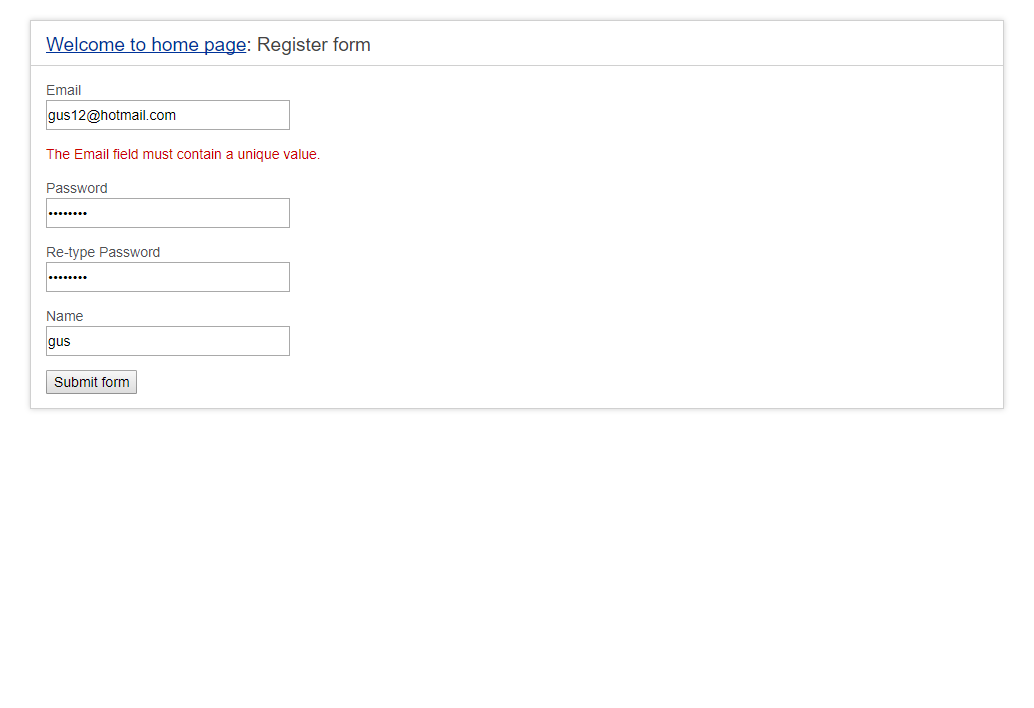 Welcome to home page: Register form
Email
gus12@hotmail.com
The Email field must contain a unique value.
Password
••••••••
Re-type Password
••••••••
Name
gus
Submit form